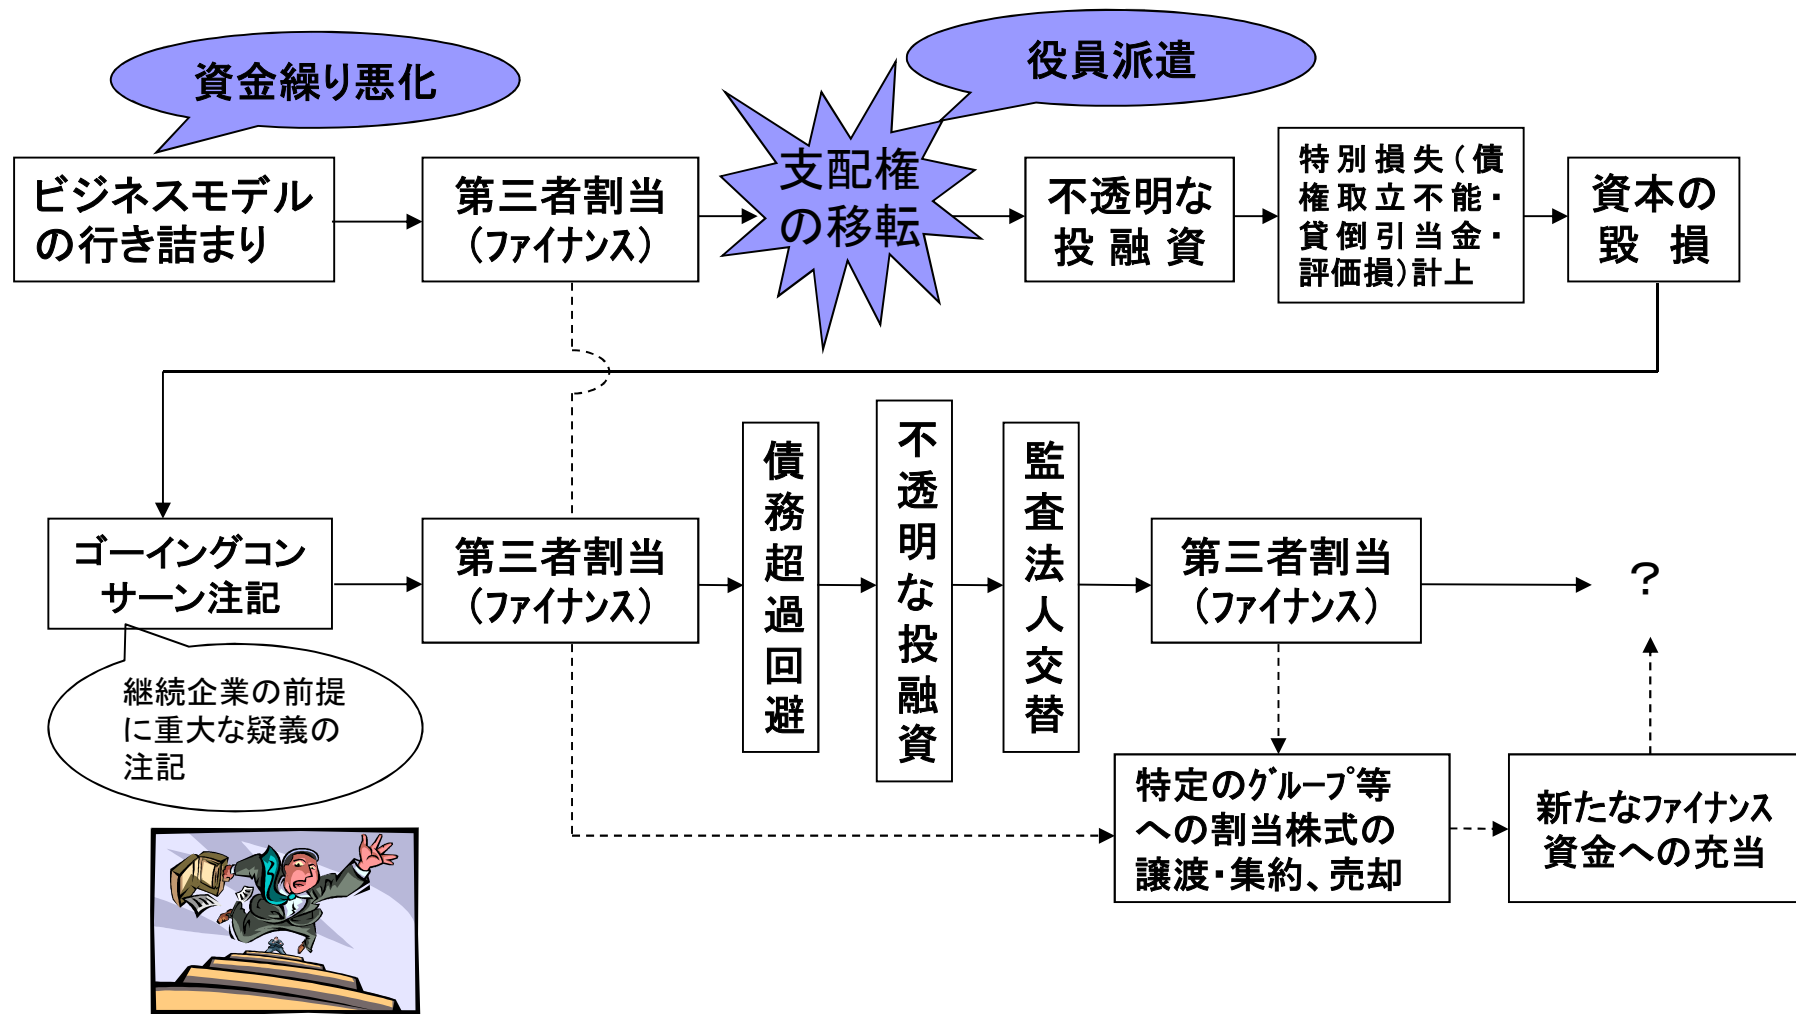 資金繰り悪化
役員派遣
ビジネスモデル
の行き詰まり
第三者割当
（ファイナンス）
支配権
の移転
不透明な
投融資
特別損失（債
権取立不能・
貸倒引当金・
評価損）計上
資本の
毀損
ゴーイングコン
サーン注記
継続企業の前提
に重大な疑義の
注記
第三者割当
（ファイナンス）
債務超過回避
不透明な投融資
監査法人交替
第三者割当
（ファイナンス）
？
特定のグループ等
への割当株式の
譲渡・集約、売却
新たなファイナンス
資金への充当